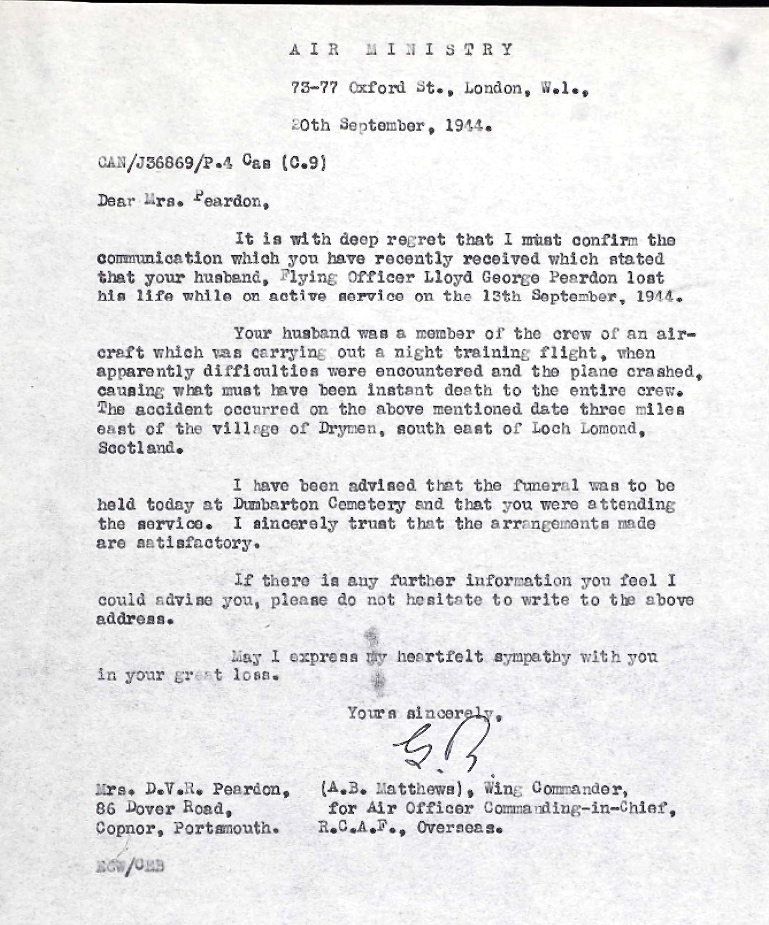 AIR MINISTRY
73-77 Oxford St., London, W.1.,
20th September, 1944.
CAN/J36869/P.4 Cas (C.9)
Dear Mrs. Peardon,
It is with deep regret that I must confirm the
communication which you have recently received which stated
that your husband, Flying Officer Lloyd George Peardon lost
his life while on active service on the 13th September, 1944.
Your husband was a member of the crew of an air-
craft which was carrying out a night training flight, when
apparently difficulties were encountered and the plane crashed,
causing what must have been instant death to the entire crew.
The accident occurred on the above mentioned date three miles
east of the village of Drymen, south east of Loch Lomond,
Scotland.
I have been advised that the funeral was to be
held today at Dumbarton Cemetery and that you were attending
the service. I sincerely trust that the arrangements made
are satisfactory.
If there is any further information you feel I
could advise you, please do not hesitate to write to the above
address.
May I express my heartfelt sympathy with you
in your great loss.
Yours sincerely,
Mrs. D.V.R. Peardon, (A.B. Matthews), Wing Commander,
86 Dover Road, for Air Officer Commanding-in-Chief,
Copnor, Portsmouth. R.C.A.F., Overseas.